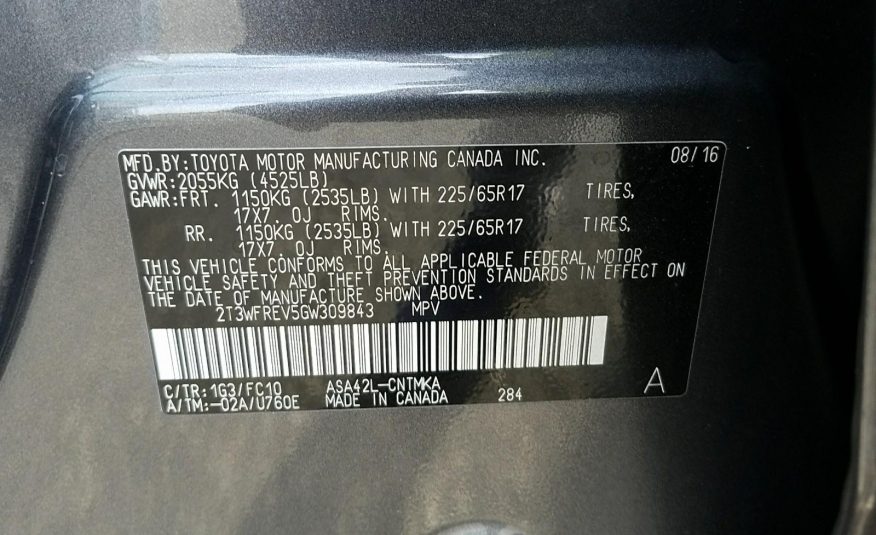 MFD.BY:TOYOTA MOTOR MANUFACTURING CANADA INC. 08/16
GVWR:2055KG (4525LB)
GAWR:FRT. 1150KG (2535LB) WITH 225/65R17 TIRES,
17X7. 0J RIMS.
RR. 1150KG (2535LB) WITH 225/65R17 TIRES,
17X7. 0J RIMS.
THIS VEHICLE CONFORMS TO ALL APPLICABLE FEDERAL MOTOR
VEHICLE SAFETY AND THEFT PREVENTION STANDARDS IN EFFECT ON
THE DATE OF MANUFACTURE SHOWN ABOVE.
2T3WFREV5GW309843 MPV
C/TR:1G3/FC10 ASA42L-CNTMKA A
A/TM:-02A/U760E MADE IN CANADA 284